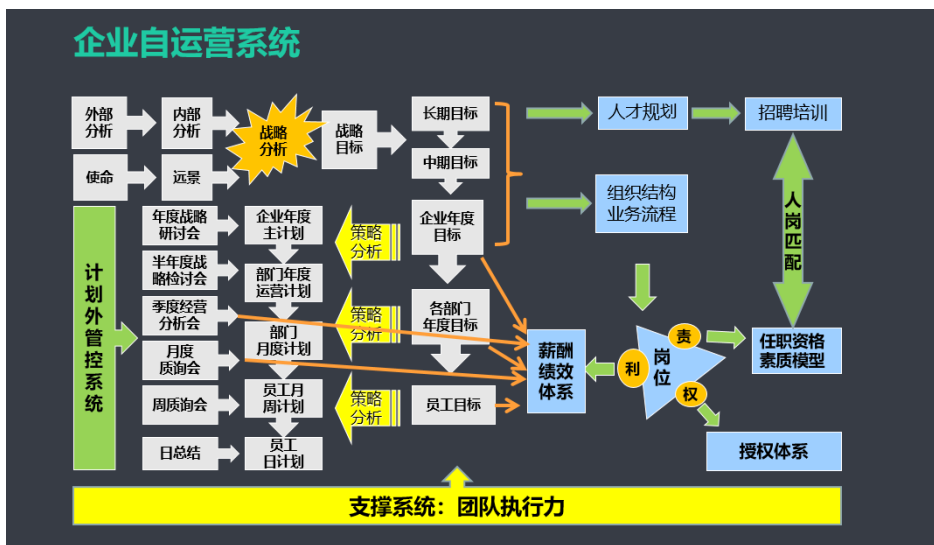 企业自运营系统
外部
分析
内部
分析
战略
分析
战略
目标
长期目标
人才规划
招聘培训
使命
远景
中期目标
组织结构
业务流程
人
岗
匹
配
计
划
外
管
控
系
统
年度战略
研讨会
企业年度
主计划
策略
分析
企业年度
目标
半年度战
略检讨会
部门年度
运营计划
季度经营
分析会
部门
月度计划
策略
分析
各部门
年度目标
月度
质询会
薪酬
绩效
体系
利
岗
位
责
权
任职资格
素质模型
周质询会
员工月
周计划
策略
分析
员工目标
日总结
员工
日计划
授权体系
支撑系统：团队执行力